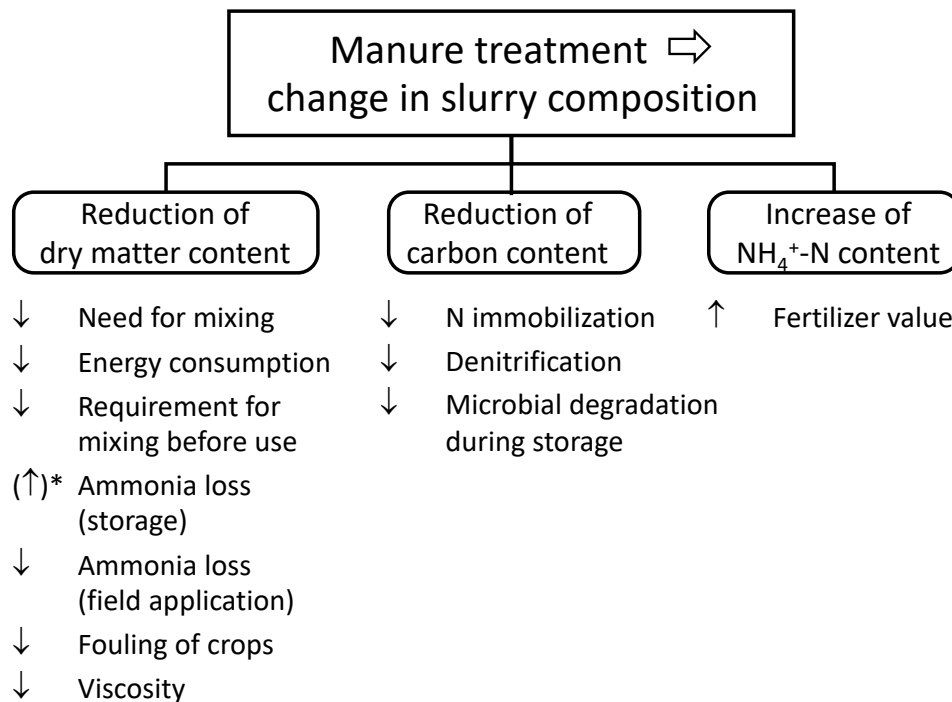 Manure treatment ⇨
change in slurry composition
Reduction of
dry matter content
↓ Need for mixing
↓ Energy consumption
↓ Requirement for
mixing before use
(↑)* Ammonia loss
(storage)
↓ Ammonia loss
(field application)
↓ Fouling of crops
↓ Viscosity
Reduction of
carbon content
↓ N immobilization
↓ Denitrification
↓ Microbial degradation
during storage
Increase of
NH₄⁺-N content
↑ Fertilizer value